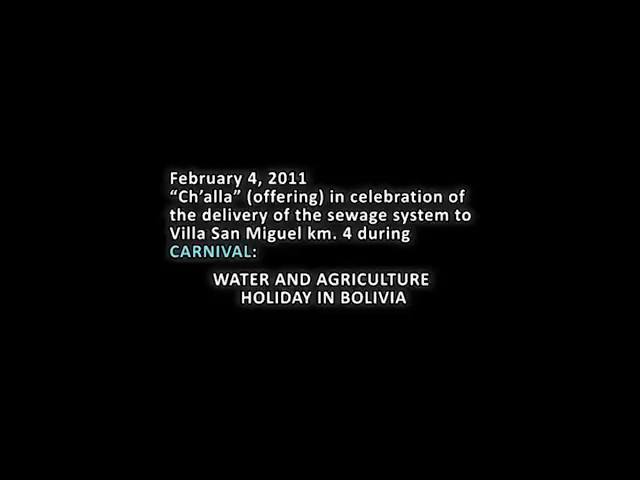 February 4, 2011
“Ch’alla” (offering) in celebration of
the delivery of the sewage system to
Villa San Miguel km. 4 during
CARNIVAL:
WATER AND AGRICULTURE
HOLIDAY IN BOLIVIA